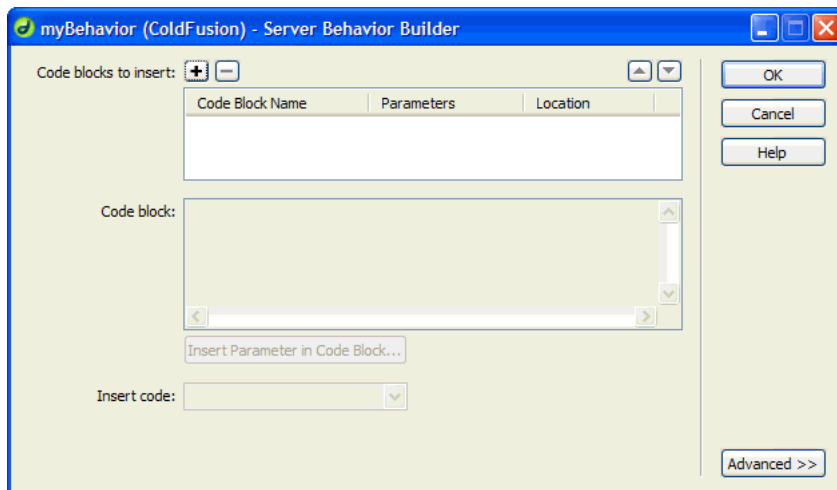 myBehavior (ColdFusion) - Server Behavior Builder
Code blocks to insert:
OK
Code Block Name Parameters Location
Cancel
Help
Code block:
Insert Parameter in Code Block...
Insert code:
Advanced >>